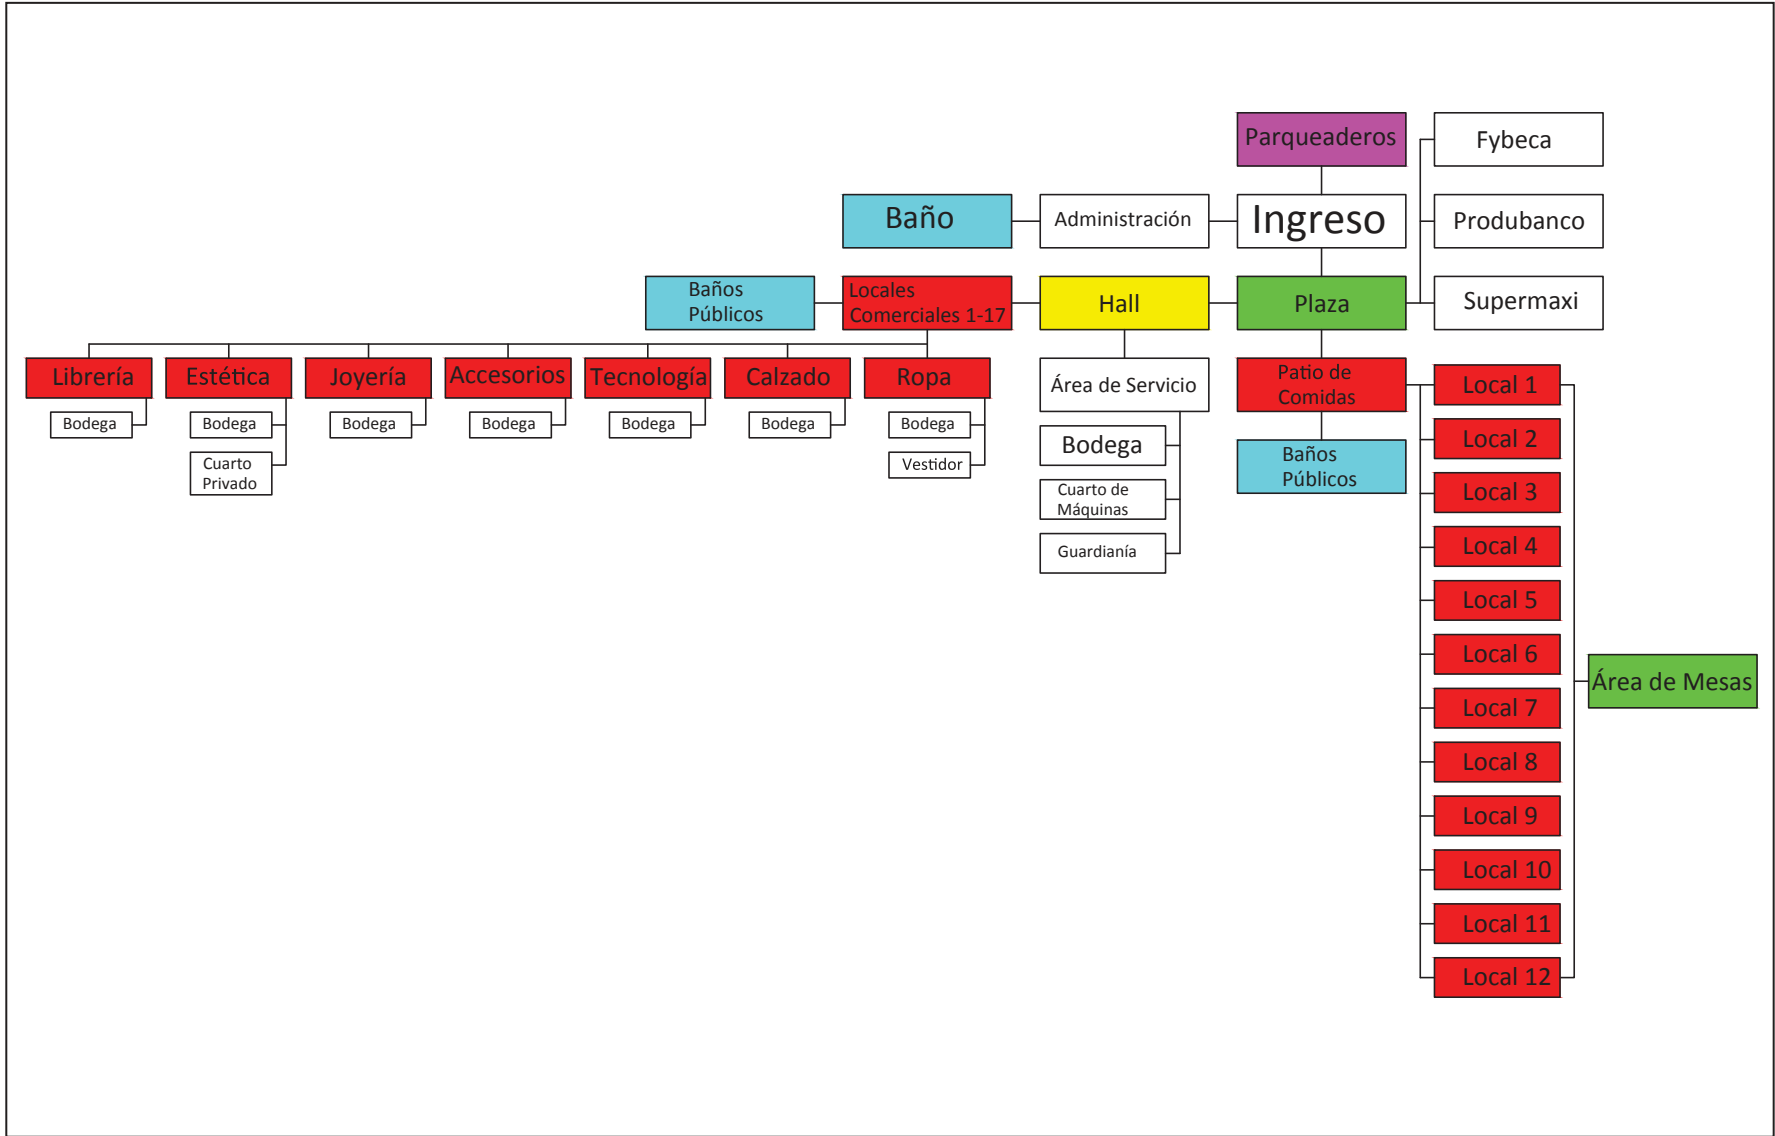 Parqueaderos
Fybeca
Baño
Administración
Ingreso
Produbanco
Baños
Públicos
Locales
Comerciales 1-17
Hall
Plaza
Supermaxi
Librería
Estética
Joyería
Accesorios
Tecnología
Calzado
Ropa
Área de Servicio
Patio de
Comidas
Local 1
Bodega
Bodega
Bodega
Bodega
Bodega
Bodega
Bodega
Bodega
Baños
Públicos
Local 2
Cuarto
Privado
Vestidor
Cuarto de
Máquinas
Local 3
Guardianía
Local 4
Local 5
Local 6
Área de Mesas
Local 7
Local 8
Local 9
Local 10
Local 11
Local 12